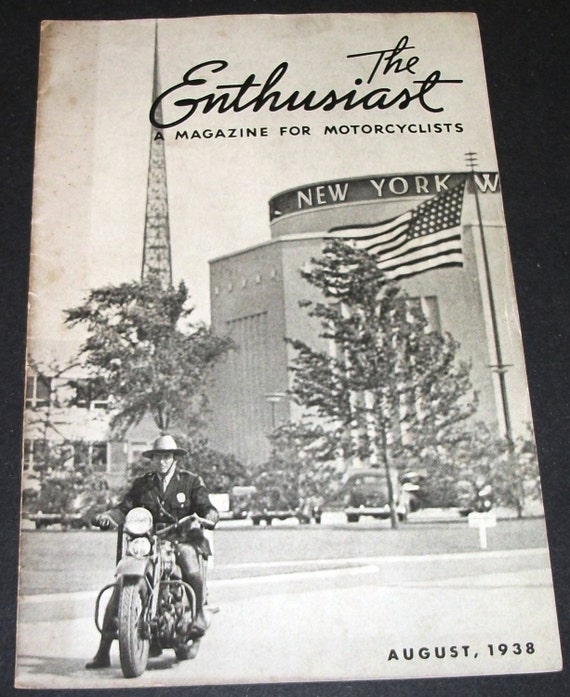 The
Enthusiast
A MAGAZINE FOR MOTORCYCLISTS
NEW YORK W
AUGUST, 1938